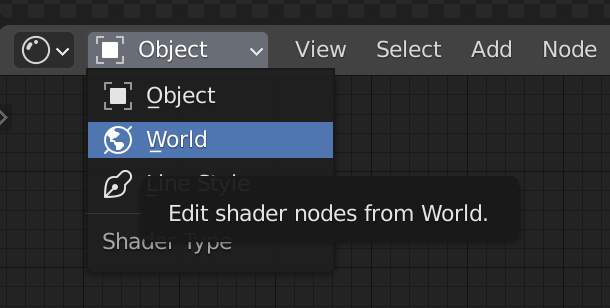 Object View Select Add Node
Object
World
Line Style
Edit shader nodes from World.
Shader Type